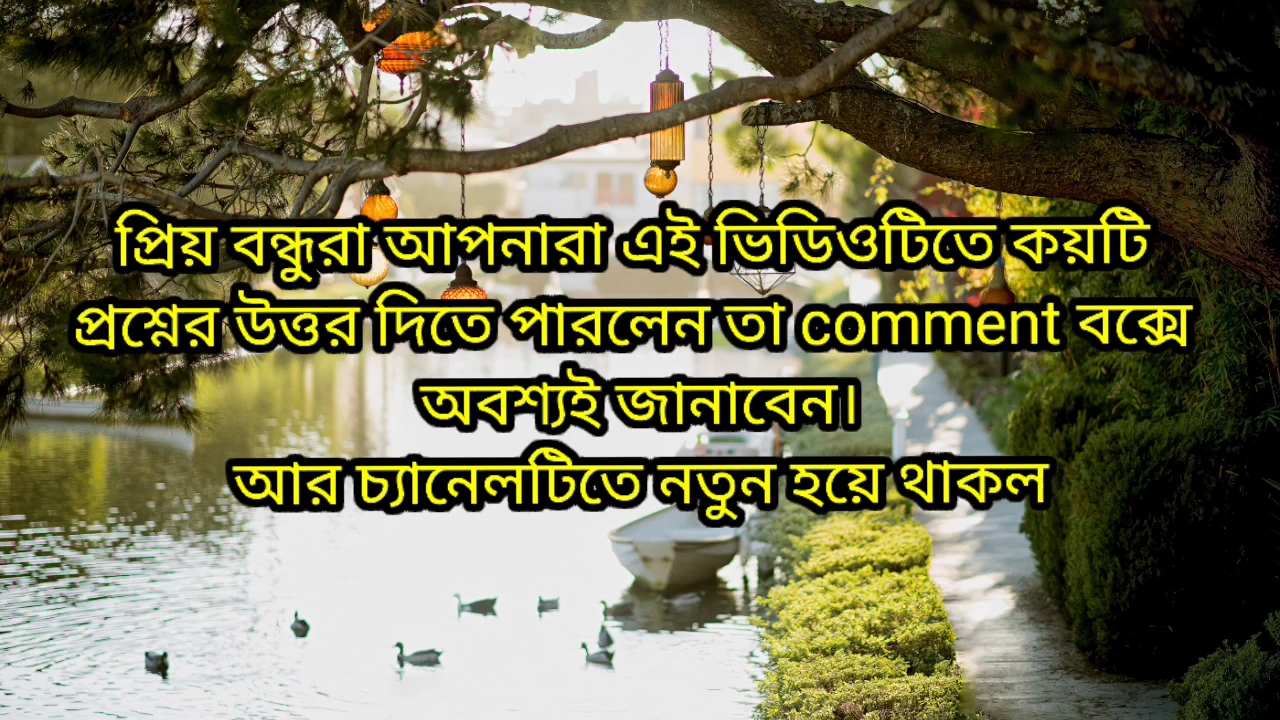 প্রিয় বন্ধুরা আপনারা এই ভিডিওটিতে কয়টি
প্রশ্নের উত্তর দিতে পারলেন তা comment বক্সে
অবশ্যই জানাবেন।
আর চ্যানেলটিতে নতুন হয়ে থাকল